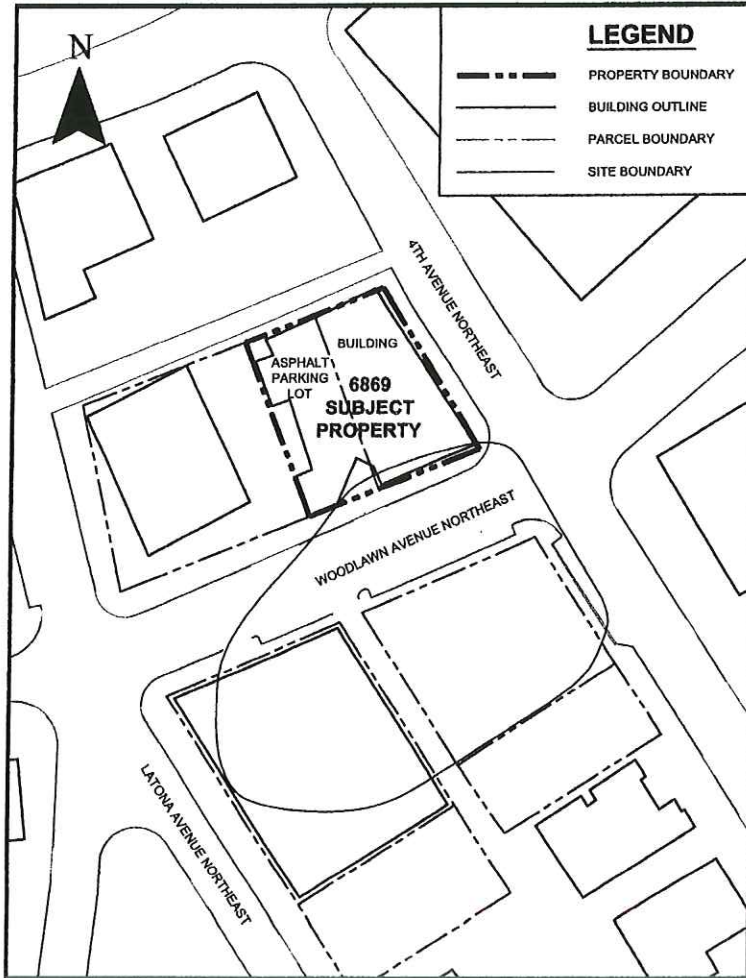 N
LEGEND
PROPERTY BOUNDARY
BUILDING OUTLINE
PARCEL BOUNDARY
SITE BOUNDARY
4TH AVENUE NORTHEAST
BUILDING
ASPHALT
PARKING
LOT
6869
SUBJECT
PROPERTY
WOODLAWN AVENUE NORTHEAST
LATONA AVENUE NORTHEAST